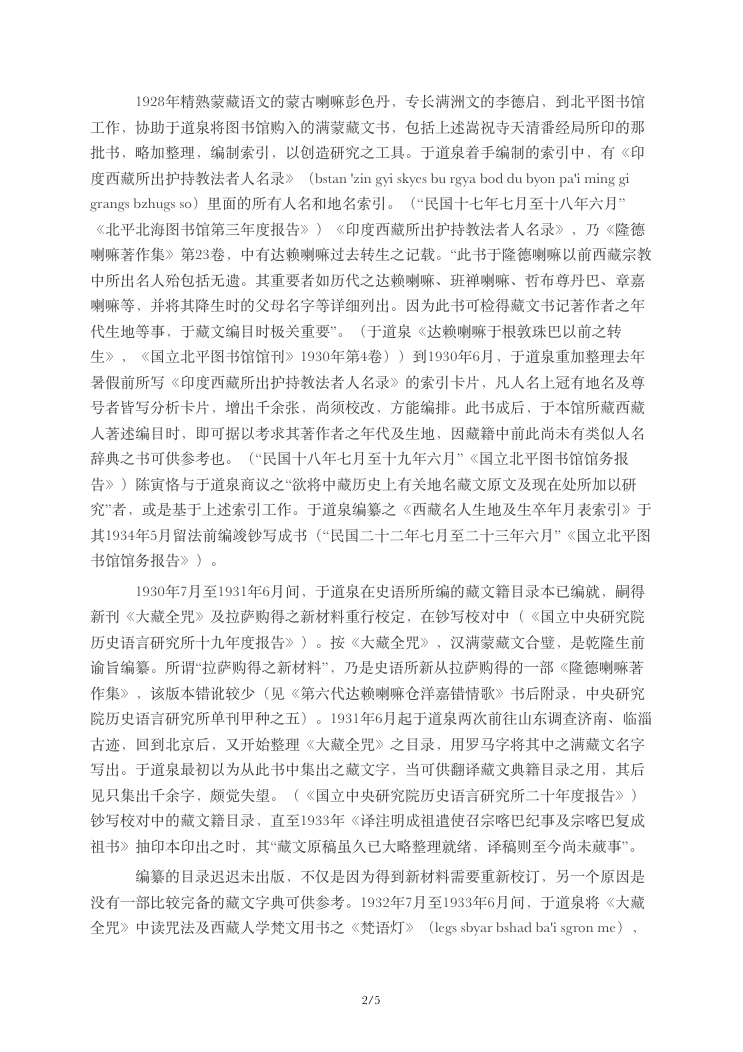 1928年精熟蒙藏语文的蒙古喇嘛彭色丹，专长满洲文的李德启，到北平图书馆
工作，协助于道泉将图书馆购入的满蒙藏文书，包括上述嵩祝寺天清番经局所印的那
批书，略加整理，编制索引，以创造研究之工具。于道泉着手编制的索引中，有《印
度西藏所出护持教法者人名录》（bstan 'zin gyi skyes bu rgya bod du byon pa'i ming gi
grangs bzhugs so）里面的所有人名和地名索引。（“民国十七年七月至十八年六月”
《北平北海图书馆第三年度报告》）《印度西藏所出护持教法者人名录》，乃《隆德
喇嘛著作集》第23卷，中有达赖喇嘛过去转生之记载。“此书于隆德喇嘛以前西藏宗教
中所出名人殆包括无遗。其重要者如历代之达赖喇嘛、班禅喇嘛、哲布尊丹巴、章嘉
喇嘛等，并将其降生时的父母名字等详细列出。因为此书可检得藏文书记著作者之年
代生地等事，于藏文编目时极关重要”。（于道泉《达赖喇嘛于根敦珠巴以前之转
生》，《国立北平图书馆馆刊》1930年第4卷））到1930年6月，于道泉重加整理去年
暑假前所写《印度西藏所出护持教法者人名录》的索引卡片，凡人名上冠有地名及尊
号者皆写分析卡片，增出千余张，尚须校改，方能编排。此书成后，于本馆所藏西藏
人著述编目时，即可据以考求其著作者之年代及生地，因藏籍中前此尚未有类似人名
辞典之书可供参考也。（“民国十八年七月至十九年六月”《国立北平图书馆馆务报
告》）陈寅恪与于道泉商议之“欲将中藏历史上有关地名藏文原文及现在处所加以研
究”者，或是基于上述索引工作。于道泉编纂之《西藏名人生地及生卒年月表索引》于
其1934年5月留法前编竣钞写成书（“民国二十二年七月至二十三年六月”《国立北平图
书馆馆务报告》）。
1930年7月至1931年6月间，于道泉在史语所所编的藏文籍目录本已编就，嗣得
新刊《大藏全咒》及拉萨购得之新材料重行校定，在钞写校对中（《国立中央研究院
历史语言研究所十九年度报告》）。按《大藏全咒》，汉满蒙藏文合璧，是乾隆生前
谕旨编纂。所谓“拉萨购得之新材料”，乃是史语所新从拉萨购得的一部《隆德喇嘛著
作集》，该版本错讹较少（见《第六代达赖喇嘛仓洋嘉错情歌》书后附录，中央研究
院历史语言研究所单刊甲种之五）。1931年6月起于道泉两次前往山东调查济南、临淄
古迹，回到北京后，又开始整理《大藏全咒》之目录，用罗马字将其中之满藏文名字
写出。于道泉最初以为从此书中集出之藏文字，当可供翻译藏文典籍目录之用，其后
见只集出千余字，颇觉失望。（《国立中央研究院历史语言研究所二十年度报告》）
钞写校对中的藏文籍目录，直至1933年《译注明成祖遣使召宗喀巴纪事及宗喀巴复成
祖书》抽印本印出之时，其“藏文原稿虽久已大略整理就绪，译稿则至今尚未蒇事”。
编纂的目录迟迟未出版，不仅是因为得到新材料需要重新校订，另一个原因是
没有一部比较完备的藏文字典可供参考。1932年7月至1933年6月间，于道泉将《大藏
全咒》中读咒法及西藏人学梵文用书之《梵语灯》（legs sbyar bshad ba'i sgron me），
2/5